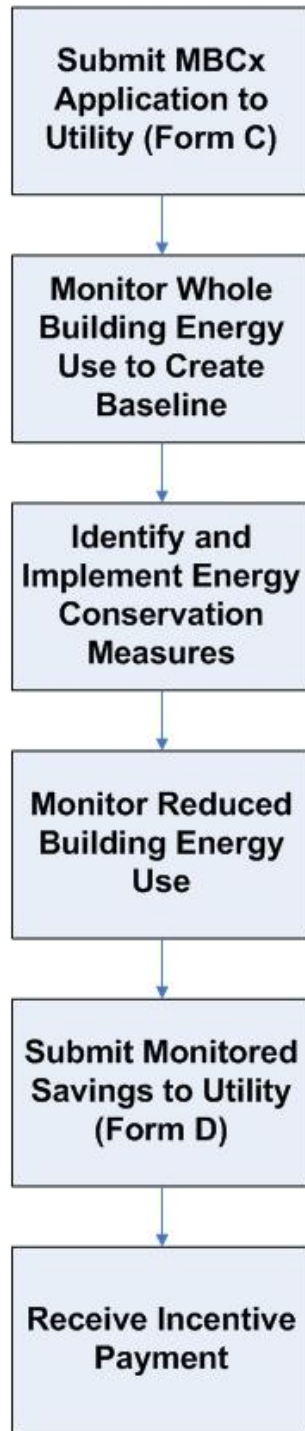 Submit MBCx
Application to
Utility (Form C)
Monitor Whole
Building Energy
Use to Create
Baseline
Identify and
Implement Energy
Conservation
Measures
Monitor Reduced
Building Energy
Use
Submit Monitored
Savings to Utility
(Form D)
Receive Incentive
Payment